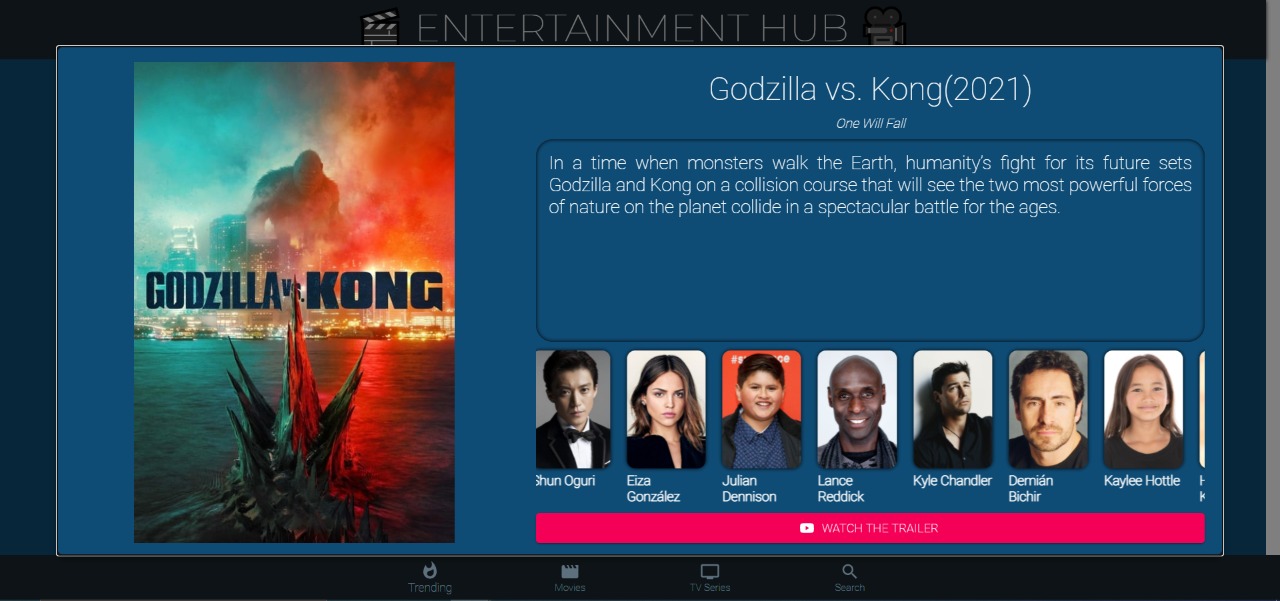 ENTERTAINMENT HUB
GODZILLA vs. KONG
Godzilla vs. Kong(2021)
One Will Fall
In a time when monsters walk the Earth, humanity's fight for its future sets
Godzilla and Kong on a collision course that will see the two most powerful forces
of nature on the planet collide in a spectacular battle for the ages.
Shun Oguri
Eiza
González
Julian
Dennison
Lance
Reddick
Kyle Chandler
Demián
Bichir
Kaylee Hottle
WATCH THE TRAILER
Trending
Movies
TV Series
Search